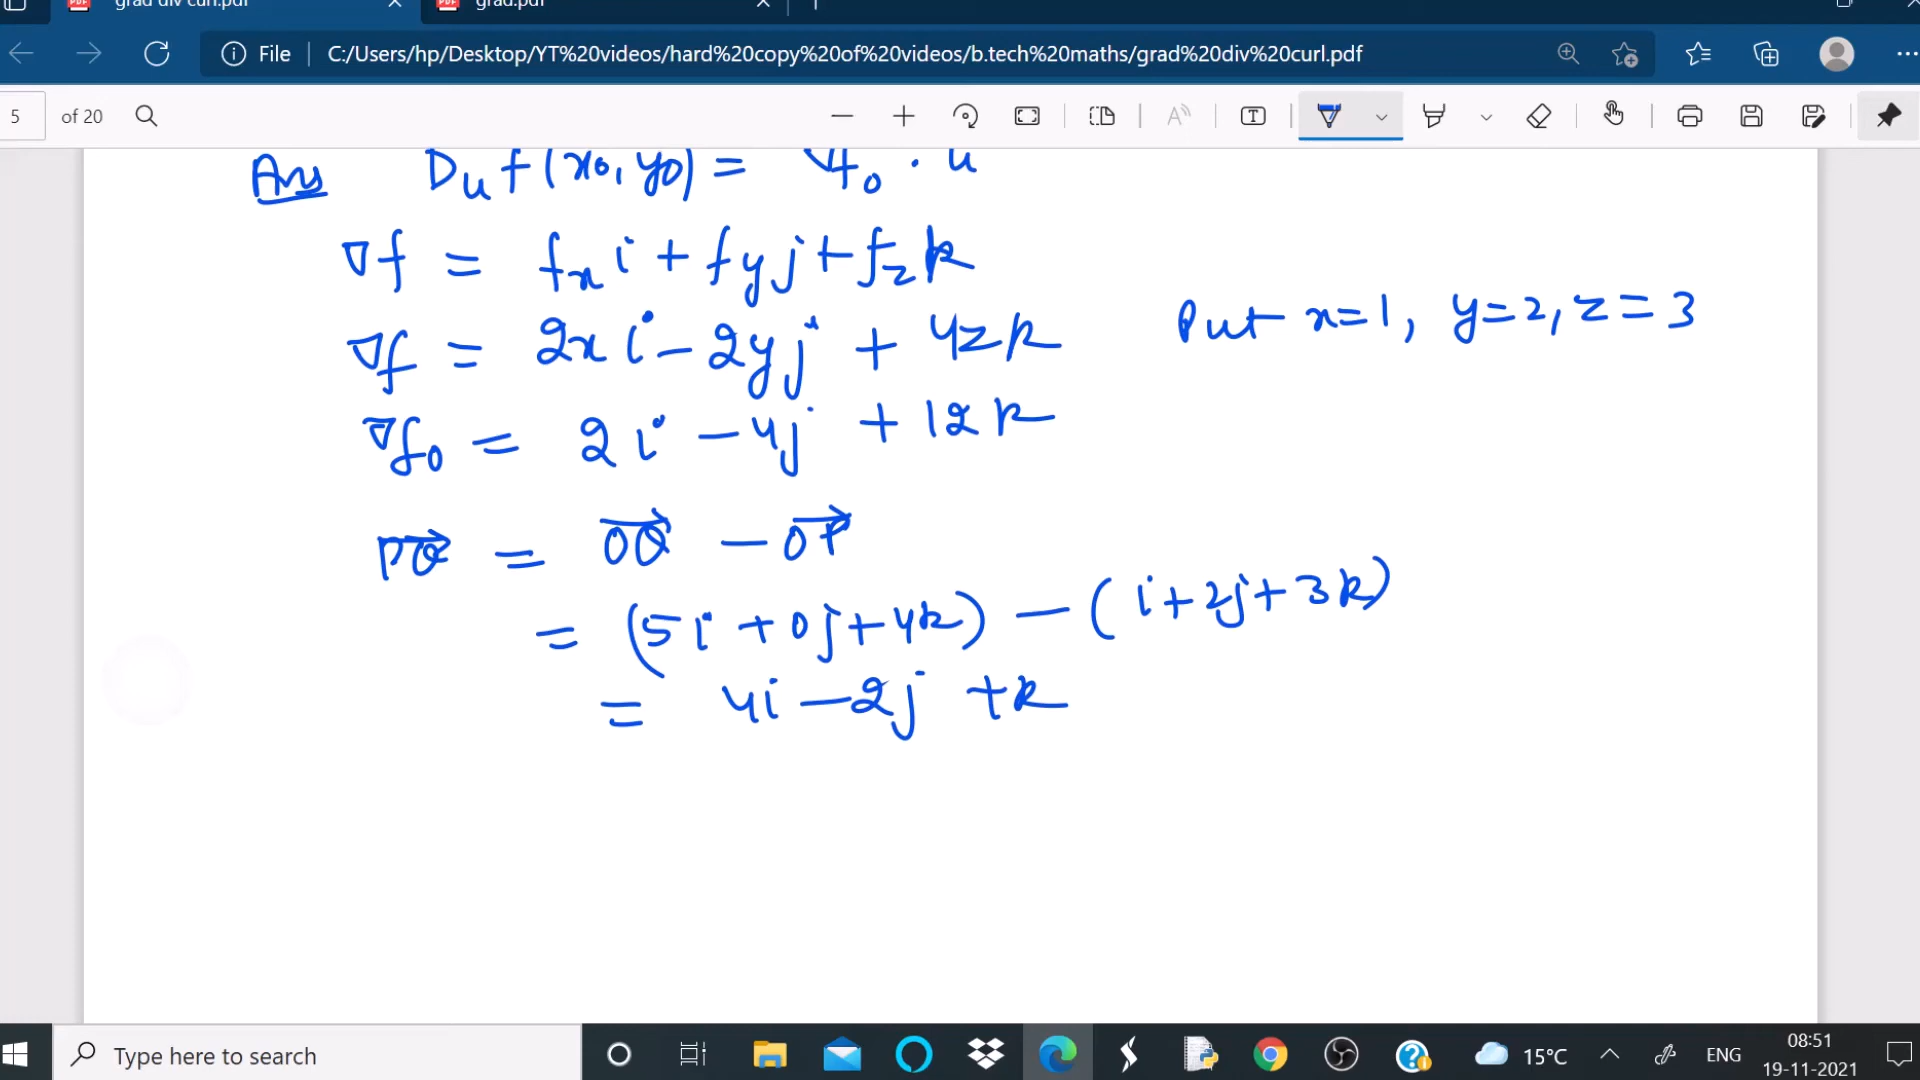 grad div curl.pdf grad.pdf
File C:/Users/hp/Desktop/YT%20videos/hard%20copy%20of%20videos/b.tech%20maths/grad%20div%20curl.pdf
5 of 20
Ans D_u f(x₀, y₀) = ∇f₀ · u
∇f = f_x i + f_y j + f_z k
Put x=1, y=2, z=3
∇f = 2x i - 2y j + 4z k
∇f₀ = 2i - 4j + 12k
PQ⃗ = OQ⃗ - OP⃗
= (5i + 0j + 4k) - (i + 2j + 3k)
= 4i - 2j + k
Type here to search 15°C ENG 08:51
19-11-2021